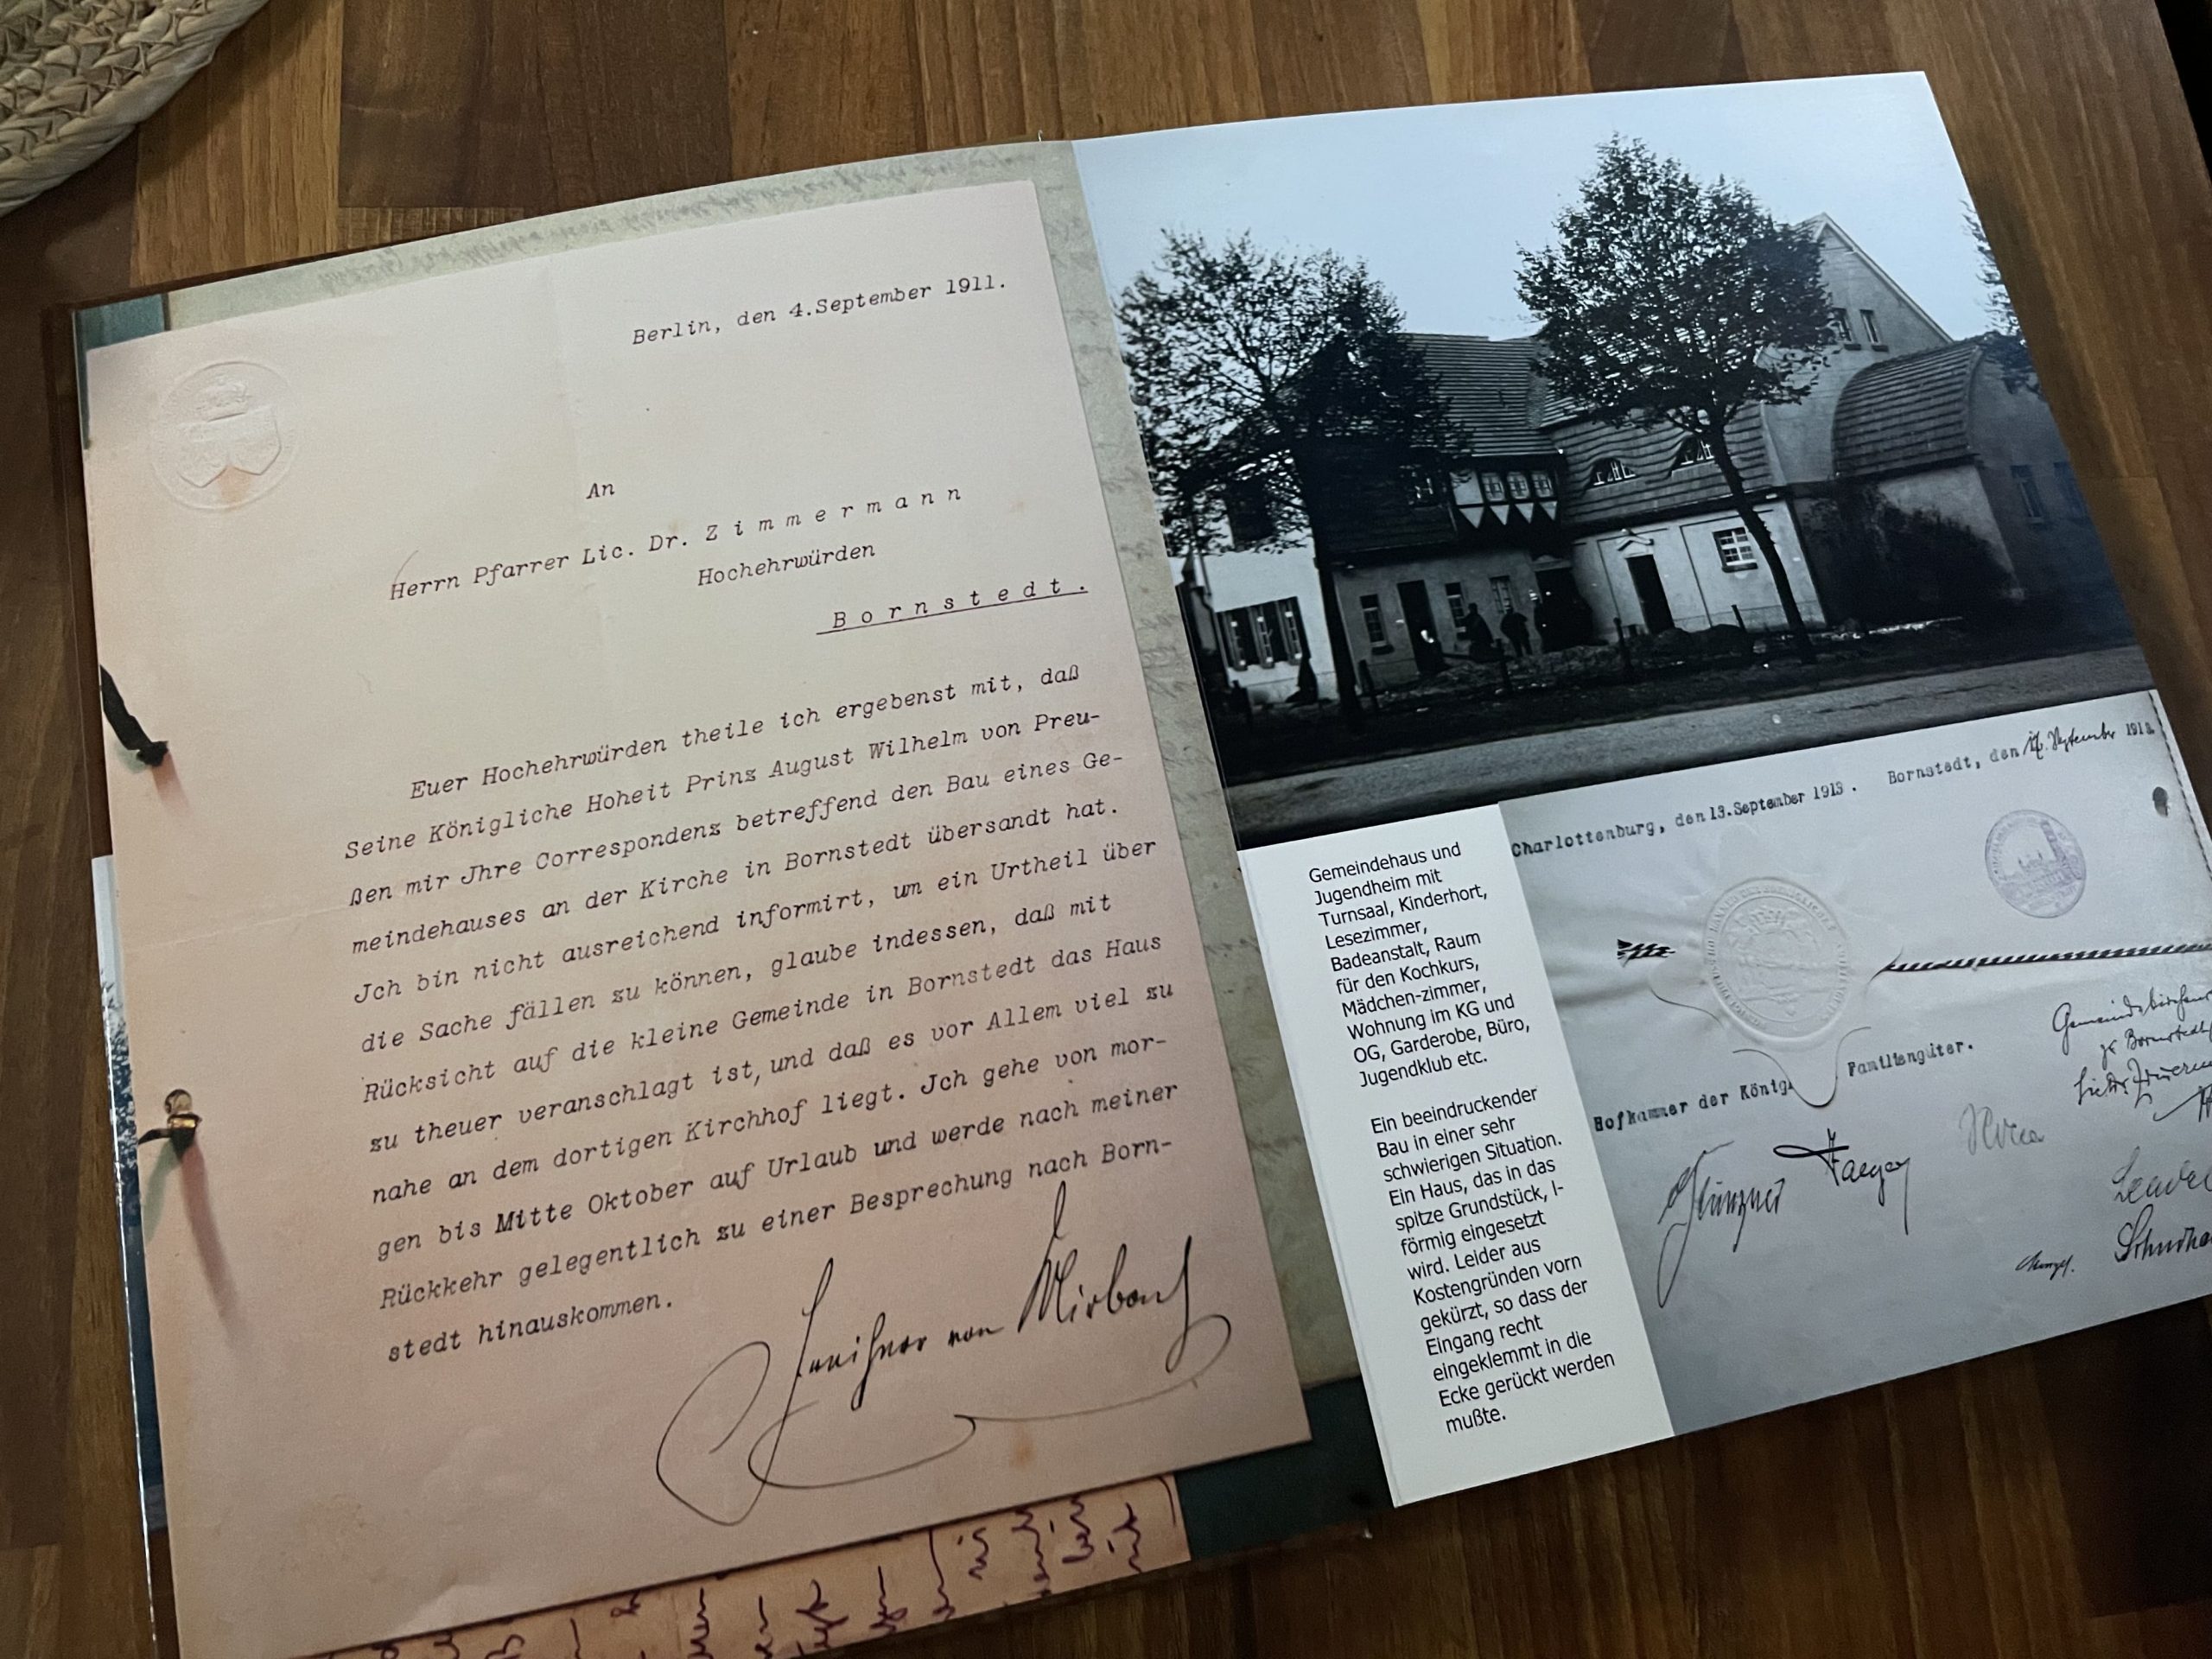 Berlin, den 4.September 1911.
An
Herrn Pfarrer Lic. Dr. Zimmermann
Hochehrwürden
Bornstedt.
Euer Hochehrwürden theile ich ergebenst mit, daß
Seine Königliche Hoheit Prinz August Wilhelm von Preu-
ßen mir Jhre Correspondenz betreffend den Bau eines Ge-
meindehauses an der Kirche in Bornstedt übersandt hat.
Jch bin nicht ausreichend informirt, um ein Urtheil über
die Sache fällen zu können, glaube indessen, daß mit
Rücksicht auf die kleine Gemeinde in Bornstedt das Haus
zu theuer veranschlagt ist, und daß es vor Allem viel zu
nahe an dem dortigen Kirchhof liegt. Jch gehe von mor-
gen bis Mitte Oktober auf Urlaub und werde nach meiner
Rückkehr gelegentlich zu einer Besprechung nach Born-
stedt hinauskommen.
Freiherr von Mirbach
Gemeindehaus und
Jugendheim mit
Turnsaal, Kinderhort,
Lesezimmer,
Badeanstalt, Raum
für den Kochkurs,
Mädchen-zimmer,
Wohnung im KG und
OG, Garderobe, Büro,
Jugendklub etc.
Ein beeindruckender
Bau in einer sehr
schwierigen Situation.
Ein Haus, das in das
spitze Grundstück, l-
förmig eingesetzt
wird. Leider aus
Kostengründen vorn
gekürzt, so dass der
Eingang recht
eingeklemmt in die
Ecke gerückt werden
mußte.
Charlottenburg, den 13.September 1913.
Bornstedt, den September 191
Hofkammer der Königl Familiengüter.